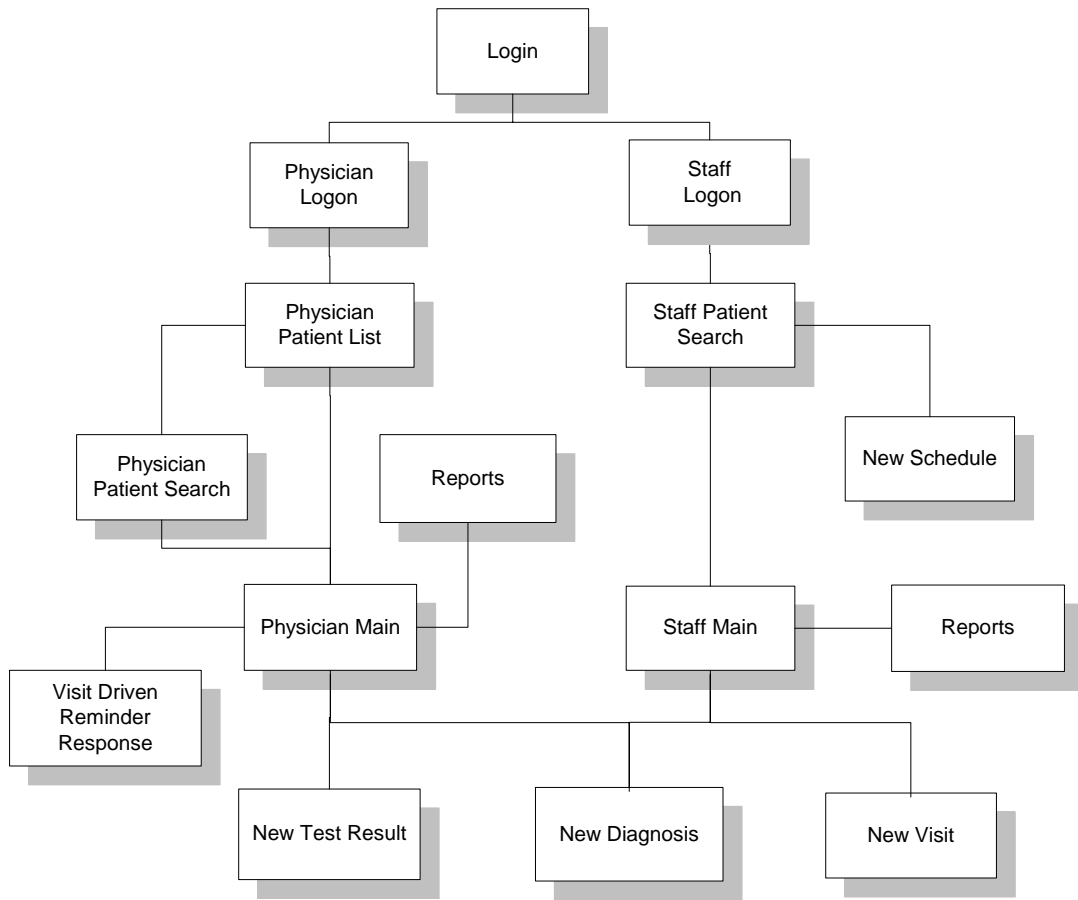 Login
Physician
Logon
Staff
Logon
Physician
Patient List
Staff Patient
Search
Physician
Patient Search
Reports
New Schedule
Physician Main
Staff Main
Reports
Visit Driven
Reminder
Response
New Test Result
New Diagnosis
New Visit